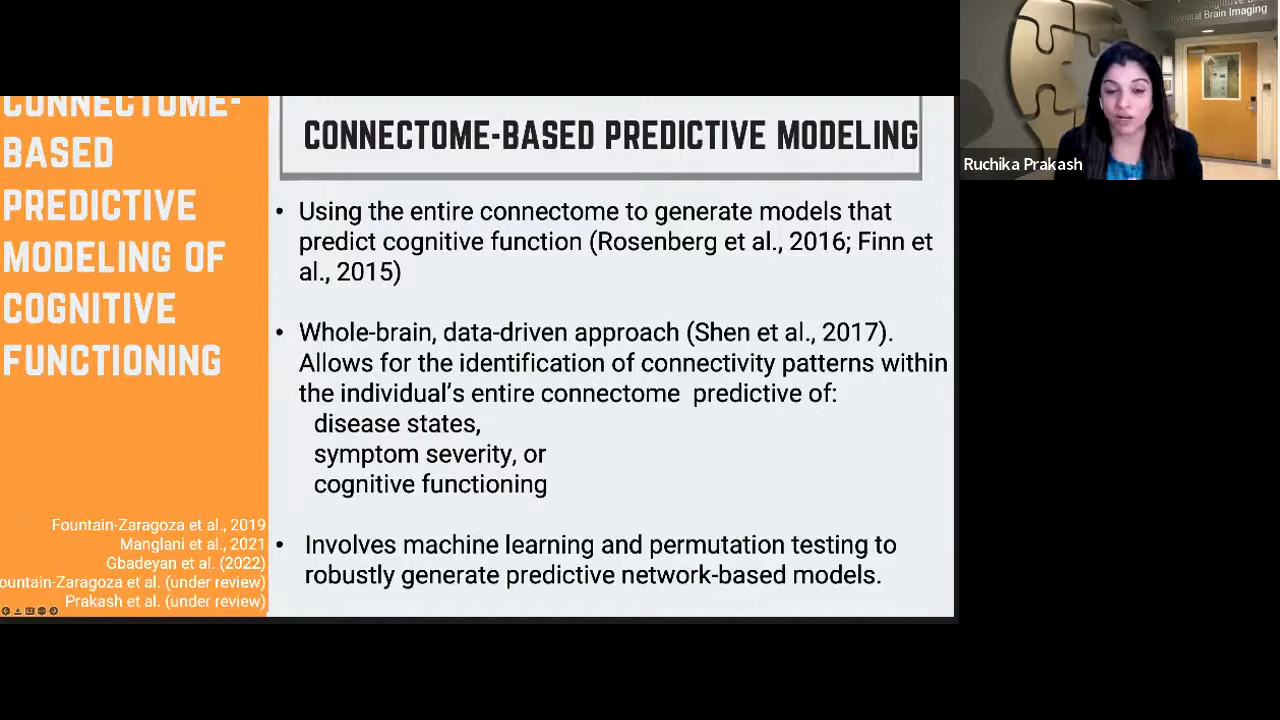 CONNECTOME-
BASED
PREDICTIVE
MODELING OF
COGNITIVE
FUNCTIONING
Fountain-Zaragoza et al., 2019
Manglani et al., 2021
Gbadeyan et al. (2022)
ountain-Zaragoza et al. (under review)
Prakash et al. (under review)
CONNECTOME-BASED PREDICTIVE MODELING
• Using the entire connectome to generate models that
predict cognitive function (Rosenberg et al., 2016; Finn et
al., 2015)
• Whole-brain, data-driven approach (Shen et al., 2017).
Allows for the identification of connectivity patterns within
the individual's entire connectome predictive of:
disease states,
symptom severity, or
cognitive functioning
• Involves machine learning and permutation testing to
robustly generate predictive network-based models.
Brain Imaging
Ruchika Prakash